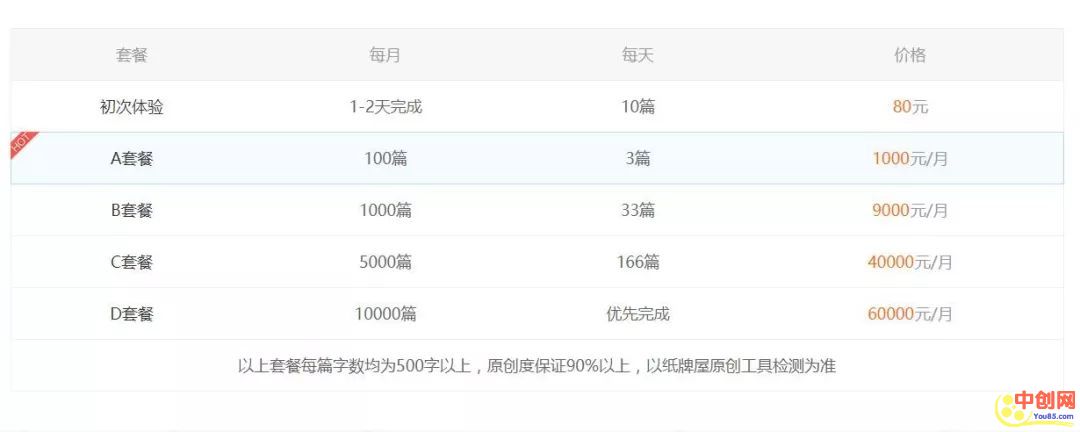 套餐 每月 每天 价格
初次体验 1-2天完成 10篇 80元
HOT
A套餐 100篇 3篇 1000元/月
B套餐 1000篇 33篇 9000元/月
C套餐 5000篇 166篇 40000元/月
D套餐 10000篇 优先完成 60000元/月
以上套餐每篇字数均为500字以上，原创度保证90%以上，以纸牌屋原创工具检测为准
中创网
You85.com